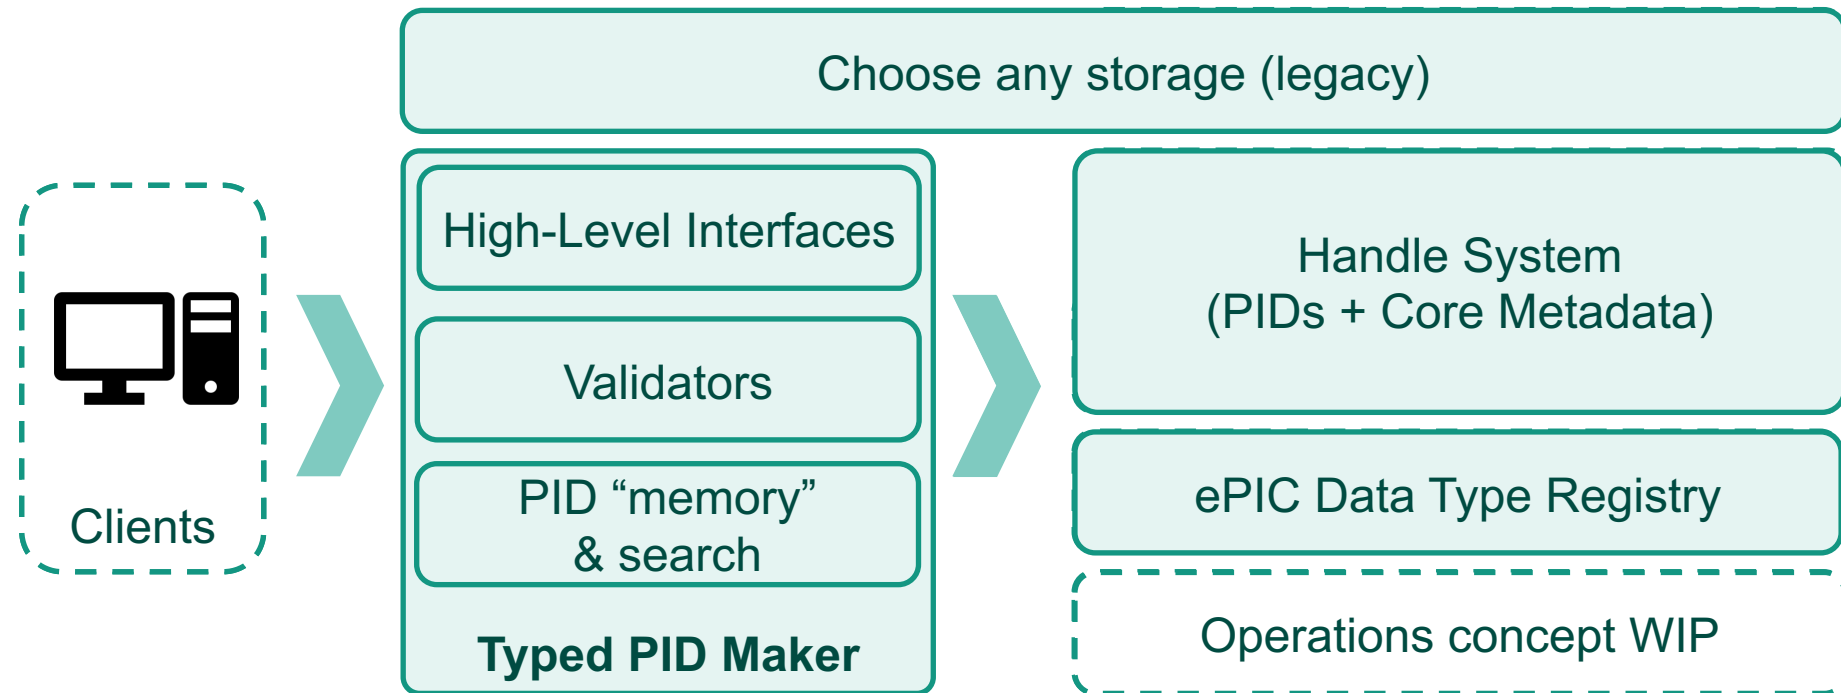 Choose any storage (legacy)
Clients
High-Level Interfaces
Validators
PID “memory”
& search
Typed PID Maker
Handle System
(PIDs + Core Metadata)
ePIC Data Type Registry
Operations concept WIP